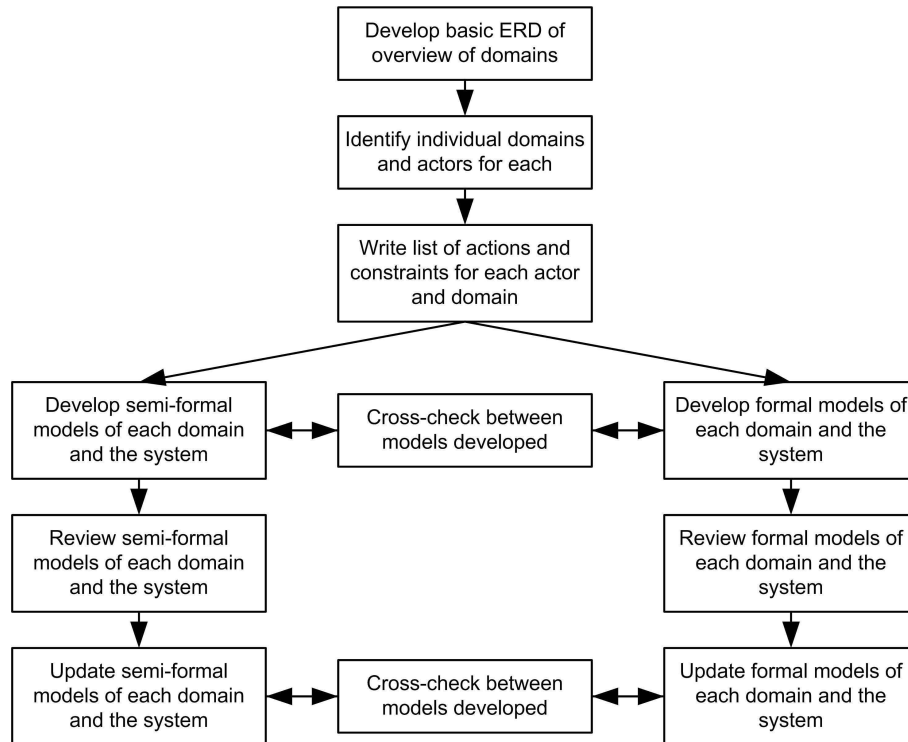 Develop basic ERD of
overview of domains
Identify individual domains
and actors for each
Write list of actions and
constraints for each actor
and domain
Develop semi-formal
models of each domain
and the system
Cross-check between
models developed
Develop formal models of
each domain and the
system
Review semi-formal
models of each domain
and the system
Review formal models of
each domain and the
system
Update semi-formal
models of each domain
and the system
Cross-check between
models developed
Update formal models of
each domain and the
system